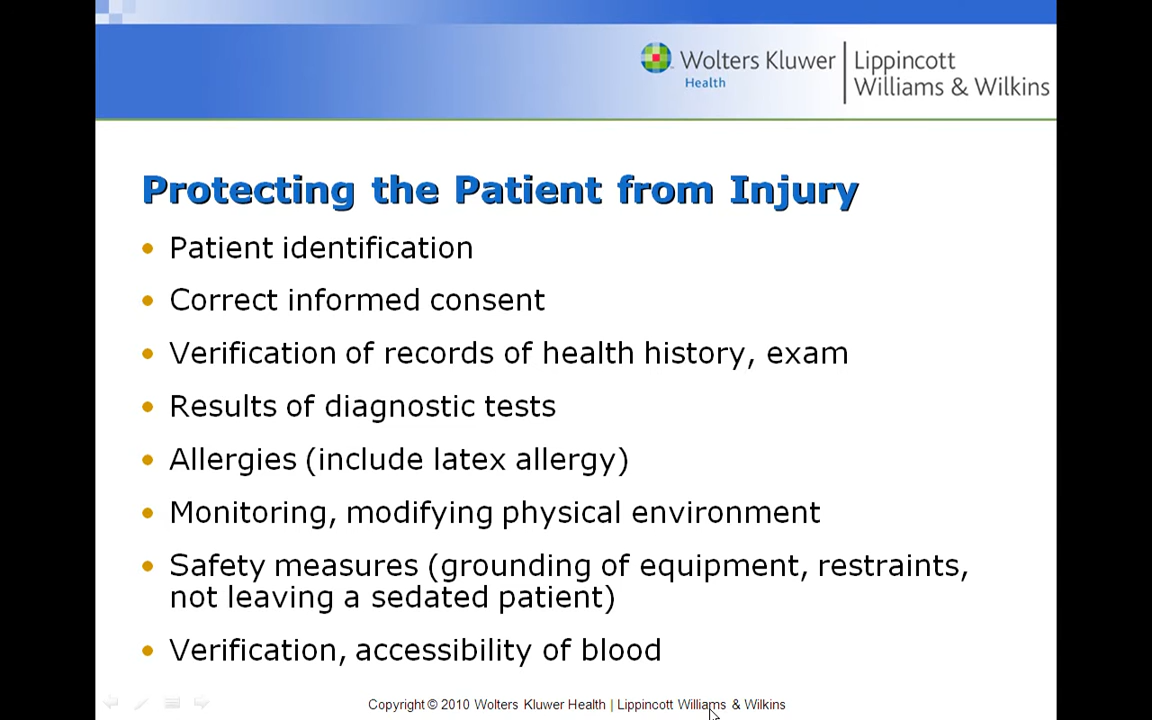 Wolters Kluwer
Health
Lippincott
Williams & Wilkins
Protecting the Patient from Injury
• Patient identification
• Correct informed consent
• Verification of records of health history, exam
• Results of diagnostic tests
• Allergies (include latex allergy)
• Monitoring, modifying physical environment
• Safety measures (grounding of equipment, restraints,
not leaving a sedated patient)
• Verification, accessibility of blood
Copyright © 2010 Wolters Kluwer Health | Lippincott Williams & Wilkins